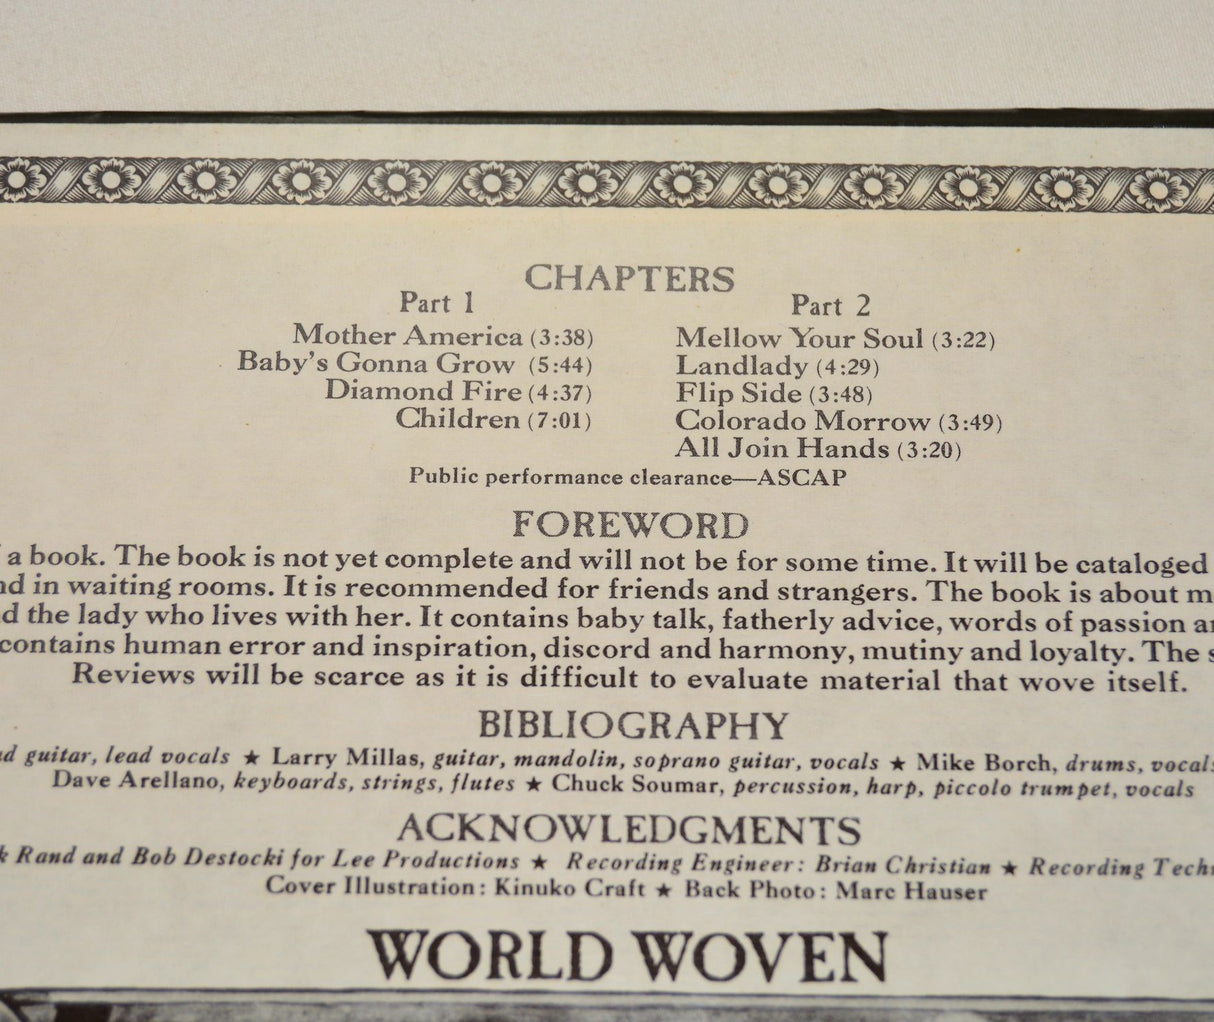 CHAPTERS
Part 1
Mother America (3:38)
Baby's Gonna Grow (5:44)
Diamond Fire (4:37)
Children (7:01)
Part 2
Mellow Your Soul (3:22)
Landlady (4:29)
Flip Side (3:48)
Colorado Morrow (3:49)
All Join Hands (3:20)
Public performance clearance—ASCAP
FOREWORD
a book. The book is not yet complete and will not be for some time. It will be cataloged
in waiting rooms. It is recommended for friends and strangers. The book is about
the lady who lives with her. It contains baby talk, fatherly advice, words of passion
contains human error and inspiration, discord and harmony, mutiny and loyalty. The
Reviews will be scarce as it is difficult to evaluate material that wove itself.
BIBLIOGRAPHY
guitar, lead vocals ★ Larry Millas, guitar, mandolin, soprano guitar, vocals ★ Mike Borch, drums, vocals
Dave Arellano, keyboards, strings, flutes ★ Chuck Soumar, percussion, harp, piccolo trumpet, vocals
ACKNOWLEDGMENTS
Rand and Bob Destocki for Lee Productions ★ Recording Engineer: Brian Christian ★ Recording
Cover Illustration: Kinuko Craft ★ Back Photo: Marc Hauser
WORLD WOVEN